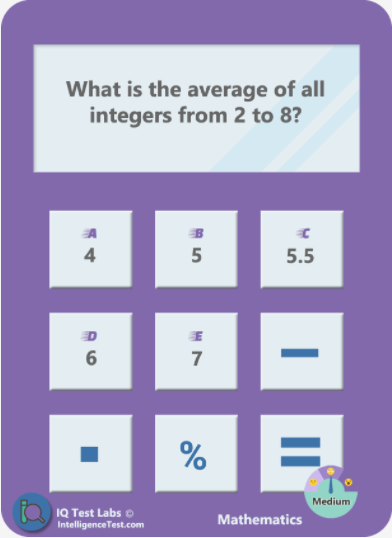 What is the average of all
integers from 2 to 8?
A B C
4 5 5.5
D E
6 7 −
▪ % =
Medium
IQ Test Labs ©
IntelligenceTest.com
Mathematics